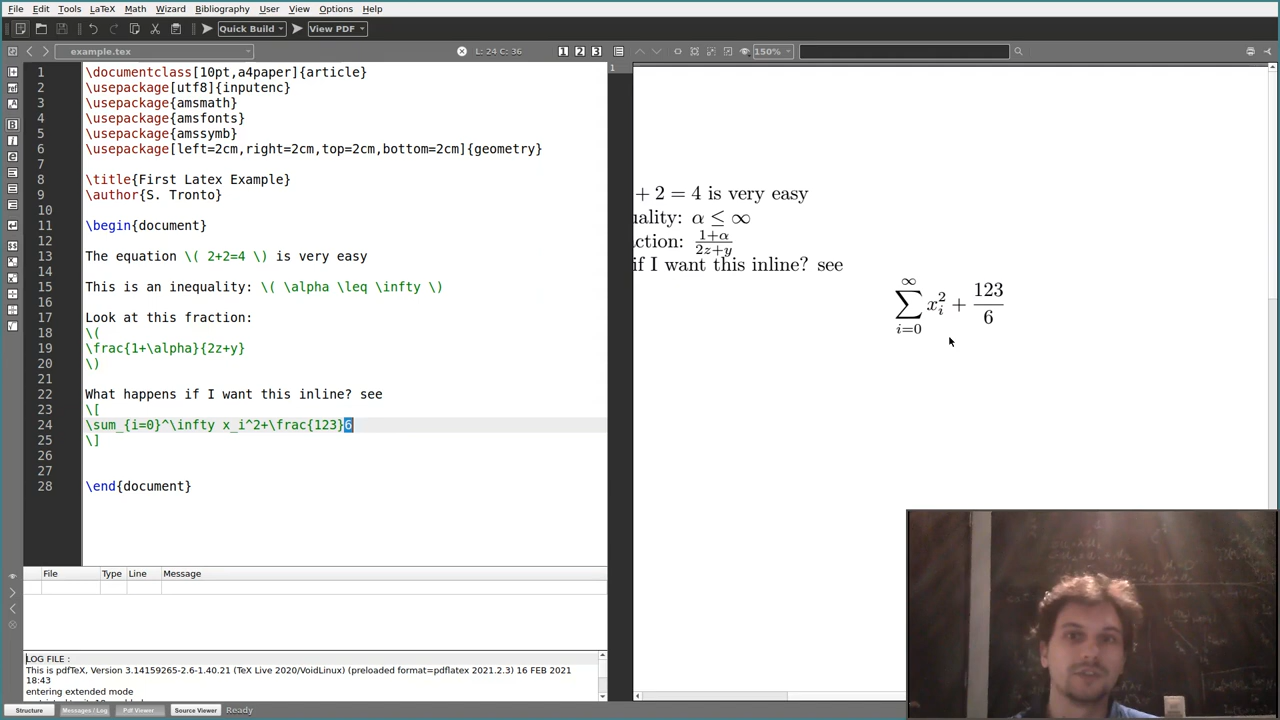 File Edit Tools LaTeX Math Wizard Bibliography User View Options Help
Quick Build View PDF
example.tex L: 24 C: 36 1 2 3 150%
1 \documentclass[10pt,a4paper]{article}
2 \usepackage[utf8]{inputenc}
3 \usepackage{amsmath}
4 \usepackage{amsfonts}
5 \usepackage{amssymb}
6 \usepackage[left=2cm,right=2cm,top=2cm,bottom=2cm]{geometry}
7
8 \title{First Latex Example}
9 \author{S. Tronto}
10
11 \begin{document}
12
13 The equation \( 2+2=4 \) is very easy
14
15 This is an inequality: \( \alpha \leq \infty \)
16
17 Look at this fraction:
18 \(
19 \frac{1+\alpha}{2z+y}
20 \)
21
22 What happens if I want this inline? see
23 \[
24 \sum_{i=0}^\infty x_i^2+\frac{123}6
25 \]
26
27
28 \end{document}
1
+ 2 = 4 is very easy
uality: α ≤ ∞
action: 1+α
2z+y
if I want this inline? see
∞
∑ x_i^2 + 123
i=0 6
File Type Line Message
LOG FILE :
This is pdfTeX, Version 3.14159265-2.6-1.40.21 (TeX Live 2020/VoidLinux) (preloaded format=pdflatex 2021.2.3) 16 FEB 2021
18:43
entering extended mode
Structure Messages / Log Pdf Viewer Source Viewer Ready